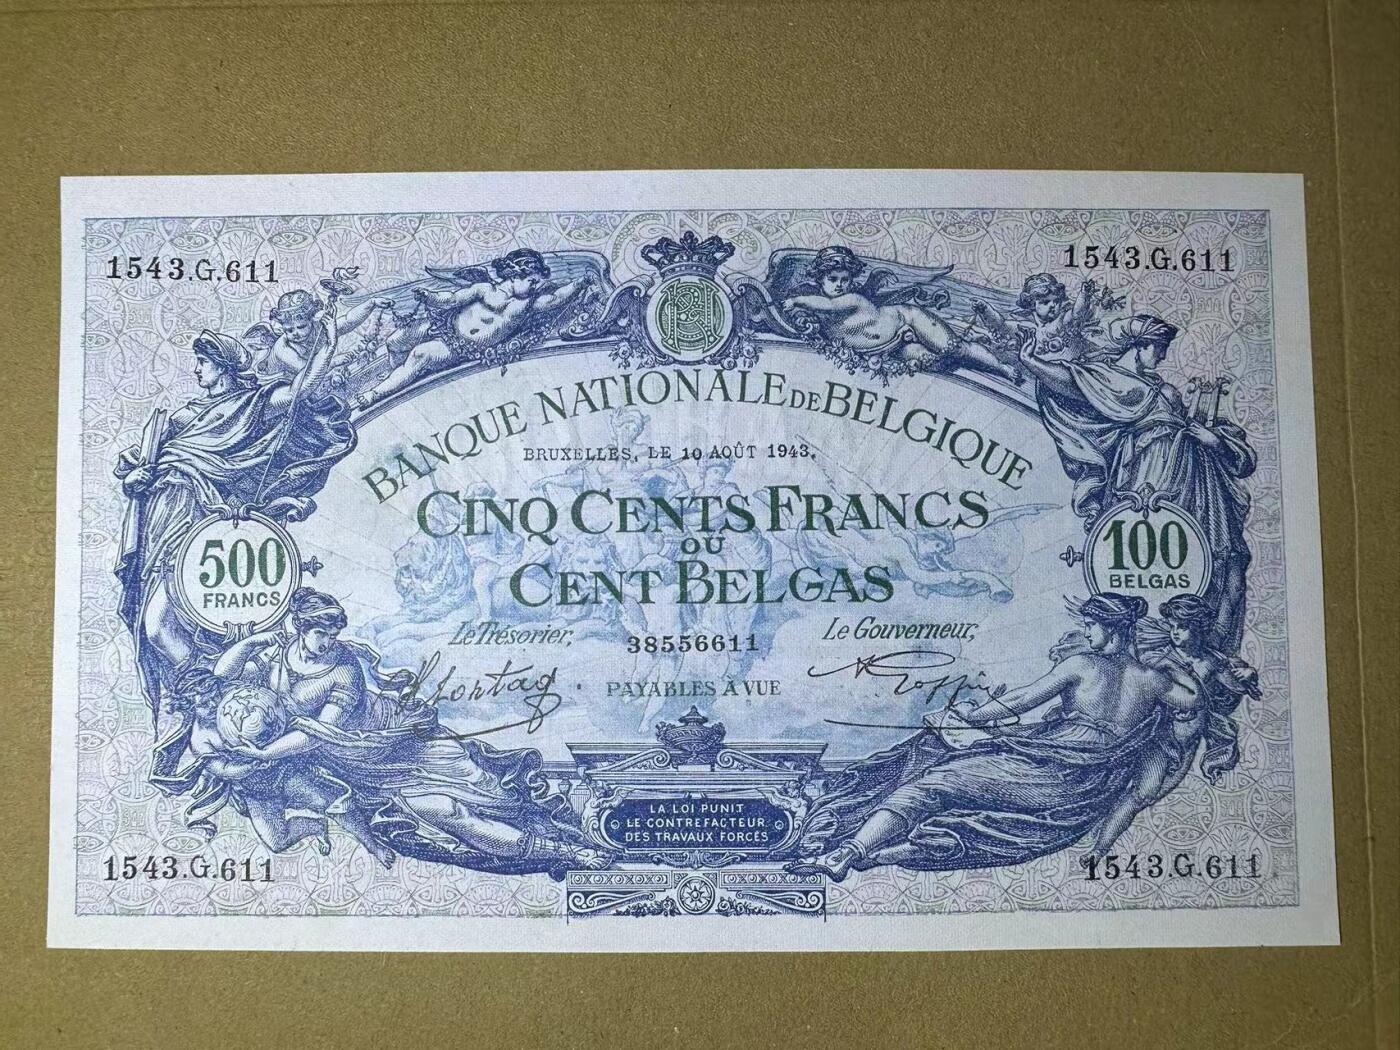 1543.G.611
1543.G.611
BANQUE NATIONALE DE BELGIQUE
BRUXELLES, LE 10 AOÛT 1943.
CINQ CENTS FRANCS
OU
CENT BELGAS
500
FRANCS
100
BELGAS
Le Trésorier,
38556611
Le Gouverneur,
PAYABLES A VUE
LA LOI PUNIT
LE CONTREFACTEUR
DES TRAVAUX FORCÉS
1543.G.611
1543.G.611